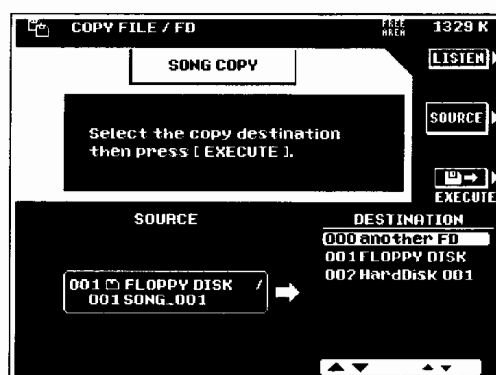 COPY FILE / FD
FREE AREA 1329 K
LISTEN
SONG COPY
SOURCE
Select the copy destination
then press [ EXECUTE ].
EXECUTE
SOURCE
DESTINATION
000 another FD
001 FLOPPY DISK
002 HardDisk 001
001 FLOPPY DISK /
001 SONG_001